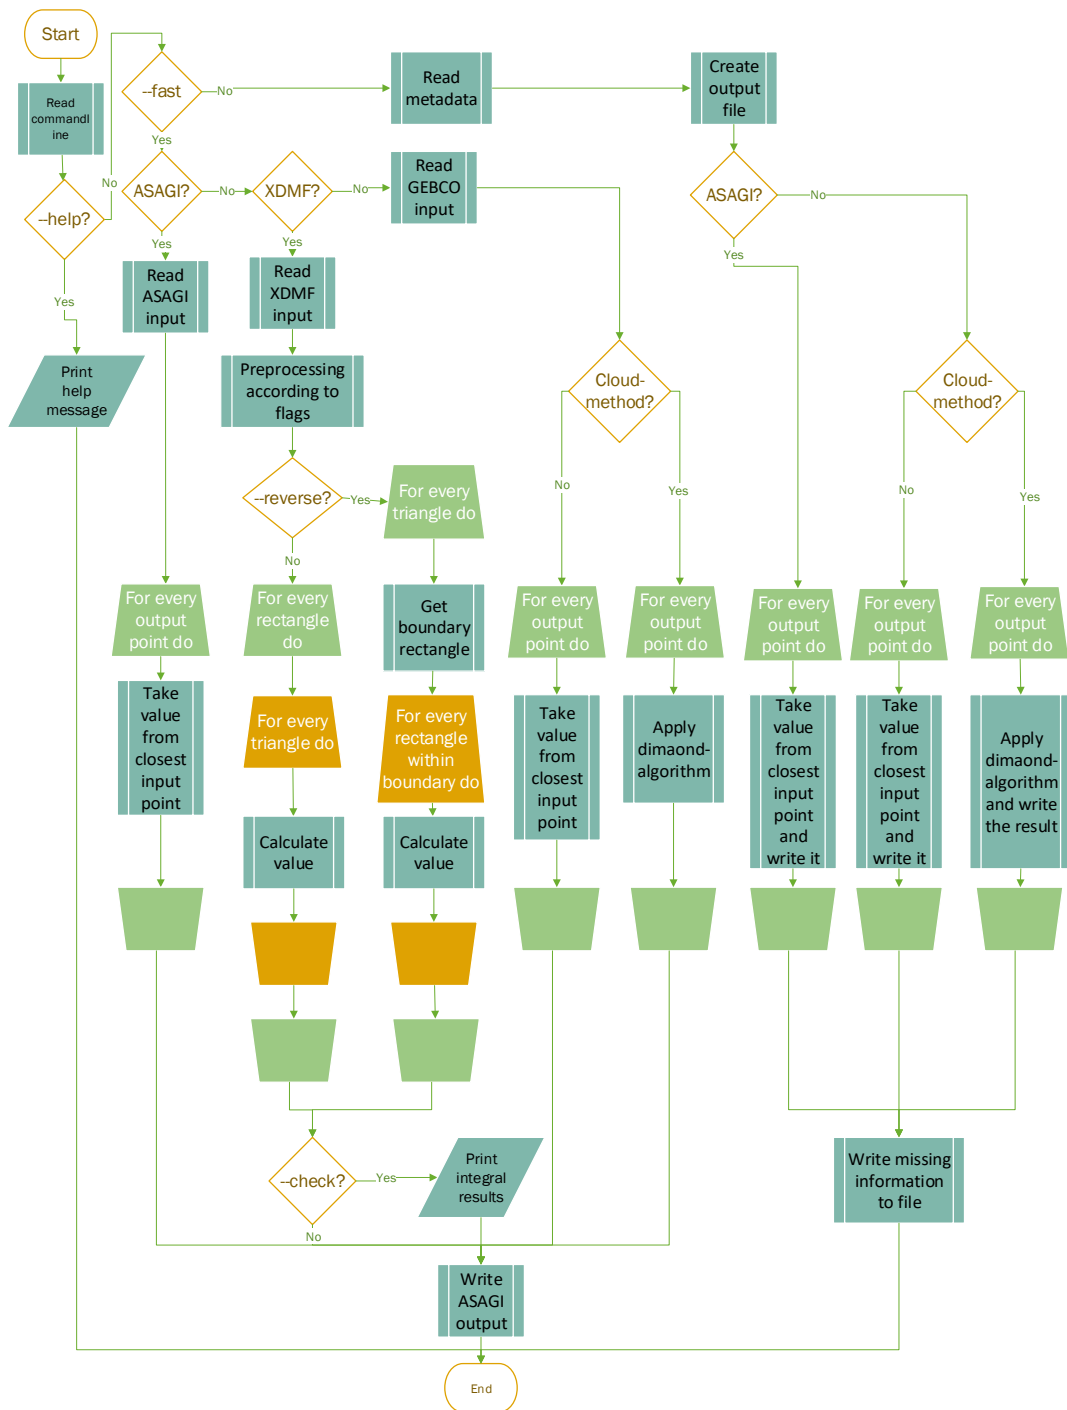 Start
Read
commandl
ine
--help?
No
Yes
Print
help
message
--fast
No
Yes
Read
metadata
Create
output
file
ASAGI?
No
Yes
XDMF?
No
Yes
Read
GEBCO
input
ASAGI?
No
Yes
Read
ASAGI
input
Read
XDMF
input
Preprocessing
according to
flags
--reverse?
Yes
No
Cloud-
method?
No
Yes
Cloud-
method?
No
Yes
For every
triangle do
For every
output
point do
For every
rectangle
do
Get
boundary
rectangle
For every
output
point do
For every
output
point do
For every
output
point do
For every
output
point do
For every
output
point do
Take
value
from
closest
input
point
For every
triangle do
For every
rectangle
within
boundary do
Take
value
from
closest
input
point
Apply
dimaond-
algorithm
Take
value
from
closest
input
point
and
write it
Take
value
from
closest
input
point
and
write it
Apply
dimaond-
algorithm
and write
the result
Calculate
value
Calculate
value
--check?
Yes
No
Print
integral
results
Write missing
information
to file
Write
ASAGI
output
End